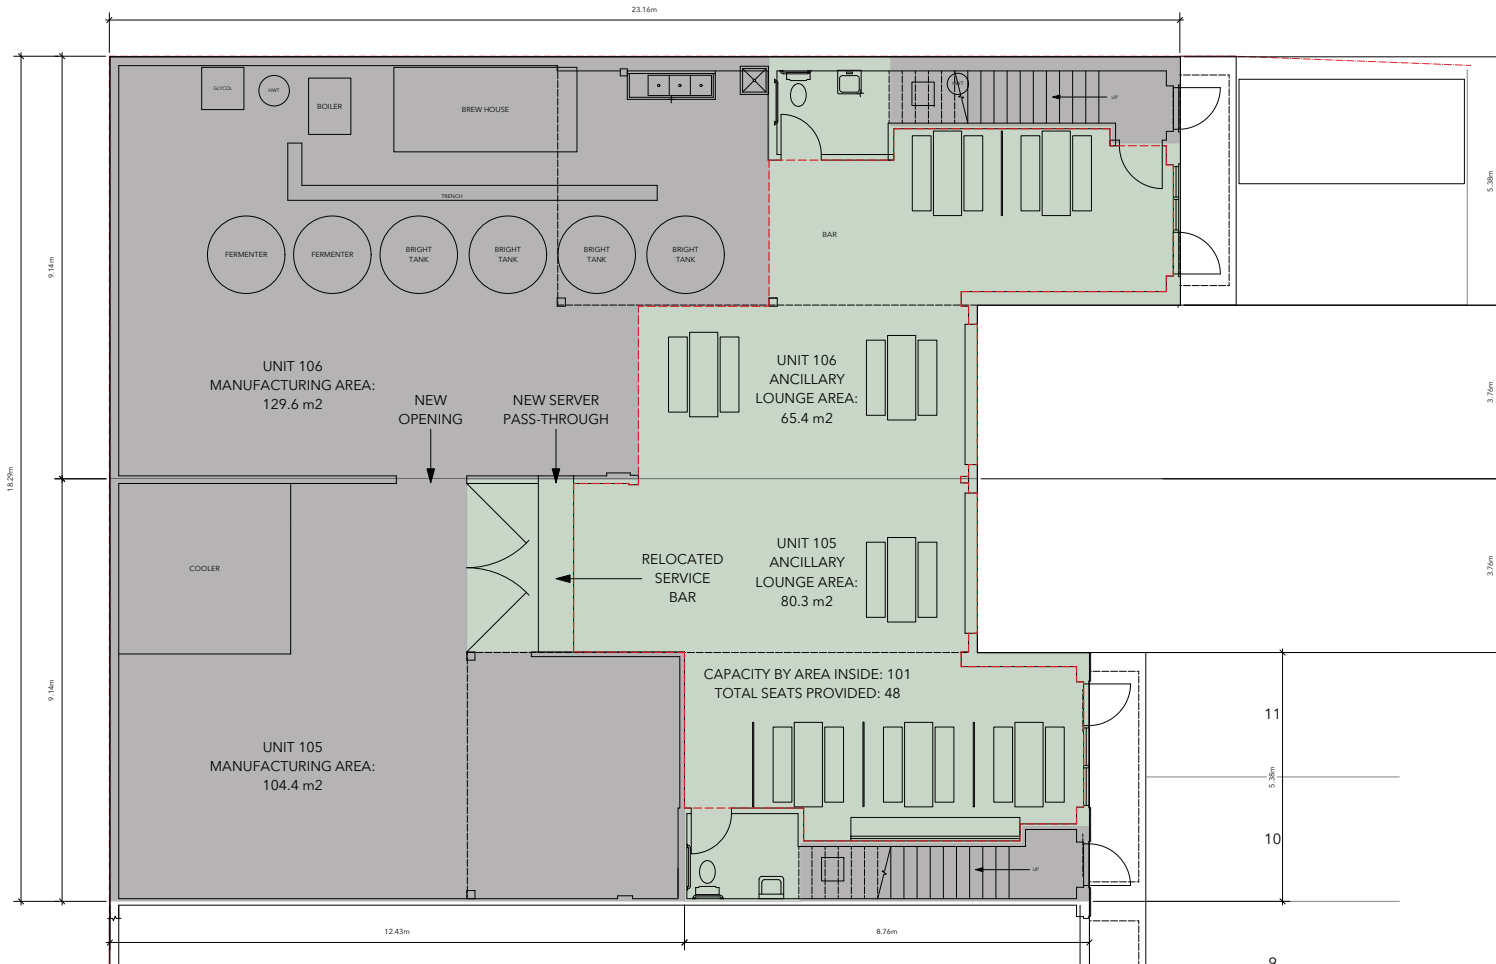 23.16m
GLYCOL
HWT
BOILER
BREW HOUSE
HWT
UP
TRENCH
5.38m
BAR
FERMENTER
FERMENTER
BRIGHT
TANK
BRIGHT
TANK
BRIGHT
TANK
BRIGHT
TANK
9.14m
UNIT 106
MANUFACTURING AREA:
129.6 m2
NEW
OPENING
NEW SERVER
PASS-THROUGH
UNIT 106
ANCILLARY
LOUNGE AREA:
65.4 m2
3.76m
18.29m
COOLER
RELOCATED
SERVICE
BAR
UNIT 105
ANCILLARY
LOUNGE AREA:
80.3 m2
3.76m
9.14m
CAPACITY BY AREA INSIDE: 101
TOTAL SEATS PROVIDED: 48
UNIT 105
MANUFACTURING AREA:
104.4 m2
11
5.38m
10
UP
12.43m
8.76m
9